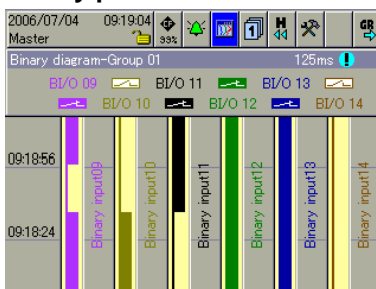 2006/07/04 09:19:04 99% 1 H GR
Master
Binary diagram-Group 01 125ms !
BI/O 09 BI/O 11 BI/O 13
BI/O 10 BI/O 12 BI/O 14
09:18:56
09:18:24
Binary input09
Binary input10
Binary input11
Binary input12
Binary input13
Binary input14